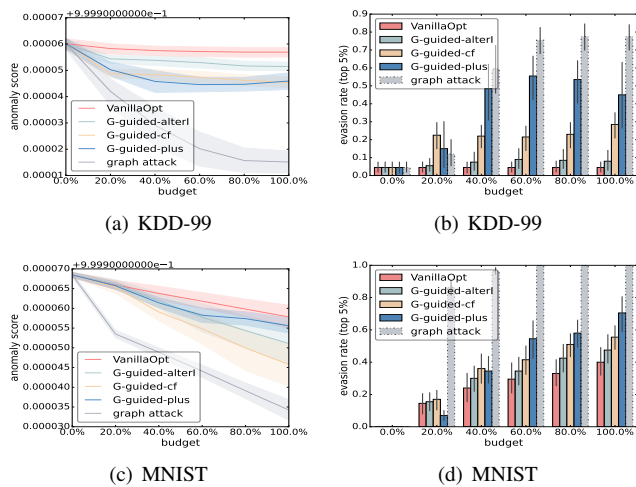 +9.9990000000e−1
0.00007
0.00006
0.00005
0.00004
0.00003
0.00002
0.00001
anomaly score
VanillaOpt
G-guided-alterI
G-guided-cf
G-guided-plus
graph attack
0.0% 20.0% 40.0% 60.0% 80.0% 100.0%
budget
(a) KDD-99
0.9
0.8
0.7
0.6
0.5
0.4
0.3
0.2
0.1
0.0
evasion rate (top 5%)
VanillaOpt
G-guided-alterI
G-guided-cf
G-guided-plus
graph attack
0.0% 20.0% 40.0% 60.0% 80.0% 100.0%
budget
(b) KDD-99
+9.9990000000e−1
0.000070
0.000065
0.000060
0.000055
0.000050
0.000045
0.000040
0.000035
0.000030
anomaly score
VanillaOpt
G-guided-alterI
G-guided-cf
G-guided-plus
graph attack
0.0% 20.0% 40.0% 60.0% 80.0% 100.0%
budget
(c) MNIST
1.0
0.8
0.6
0.4
0.2
0.0
evasion rate (top 5%)
VanillaOpt
G-guided-alterI
G-guided-cf
G-guided-plus
graph attack
0.0% 20.0% 40.0% 60.0% 80.0% 100.0%
budget
(d) MNIST